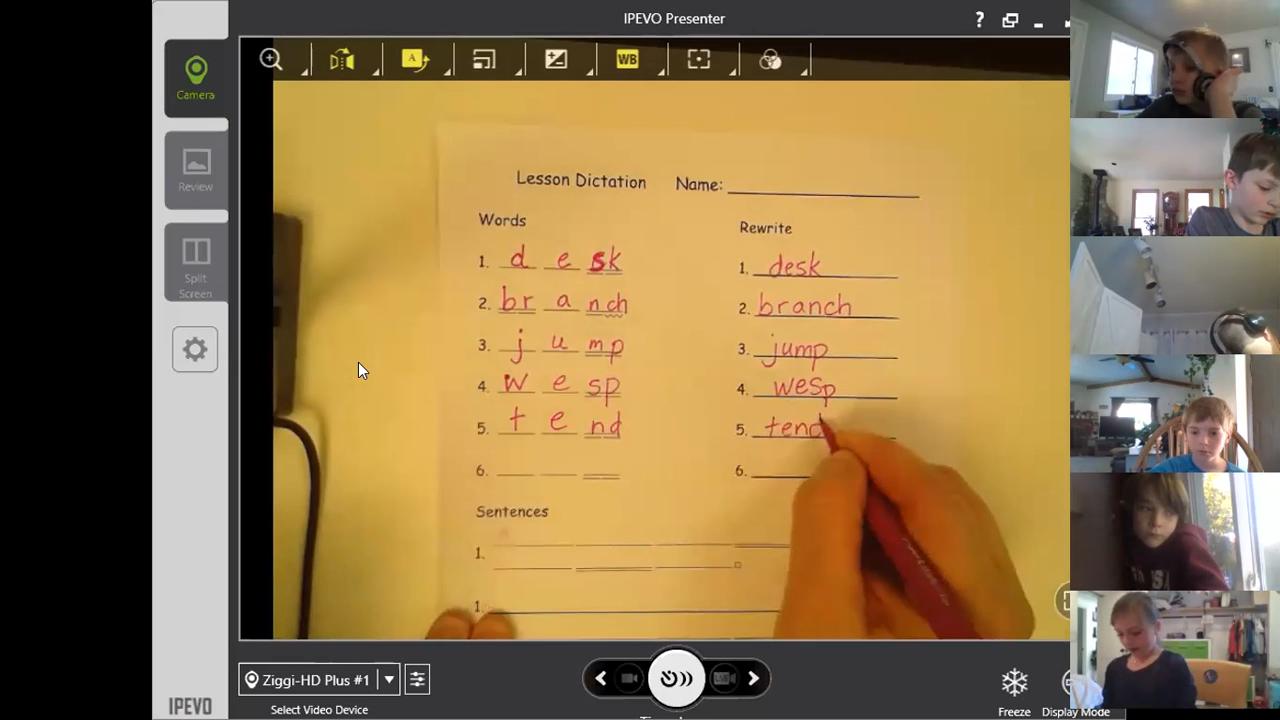 IPEVO Presenter
?
Camera
A
WB
Review
Split
Screen
Lesson Dictation Name:
Words Rewrite
1. d e sk 1. desk
2. br a nch 2. branch
3. j u mp 3. jump
4. w e sp 4. wesp
5. t e nd 5. tend
6. 6.
Sentences
1.
1.
Ziggi-HD Plus #1
Select Video Device
LIVE
IPEVO
Freeze
Display Mode